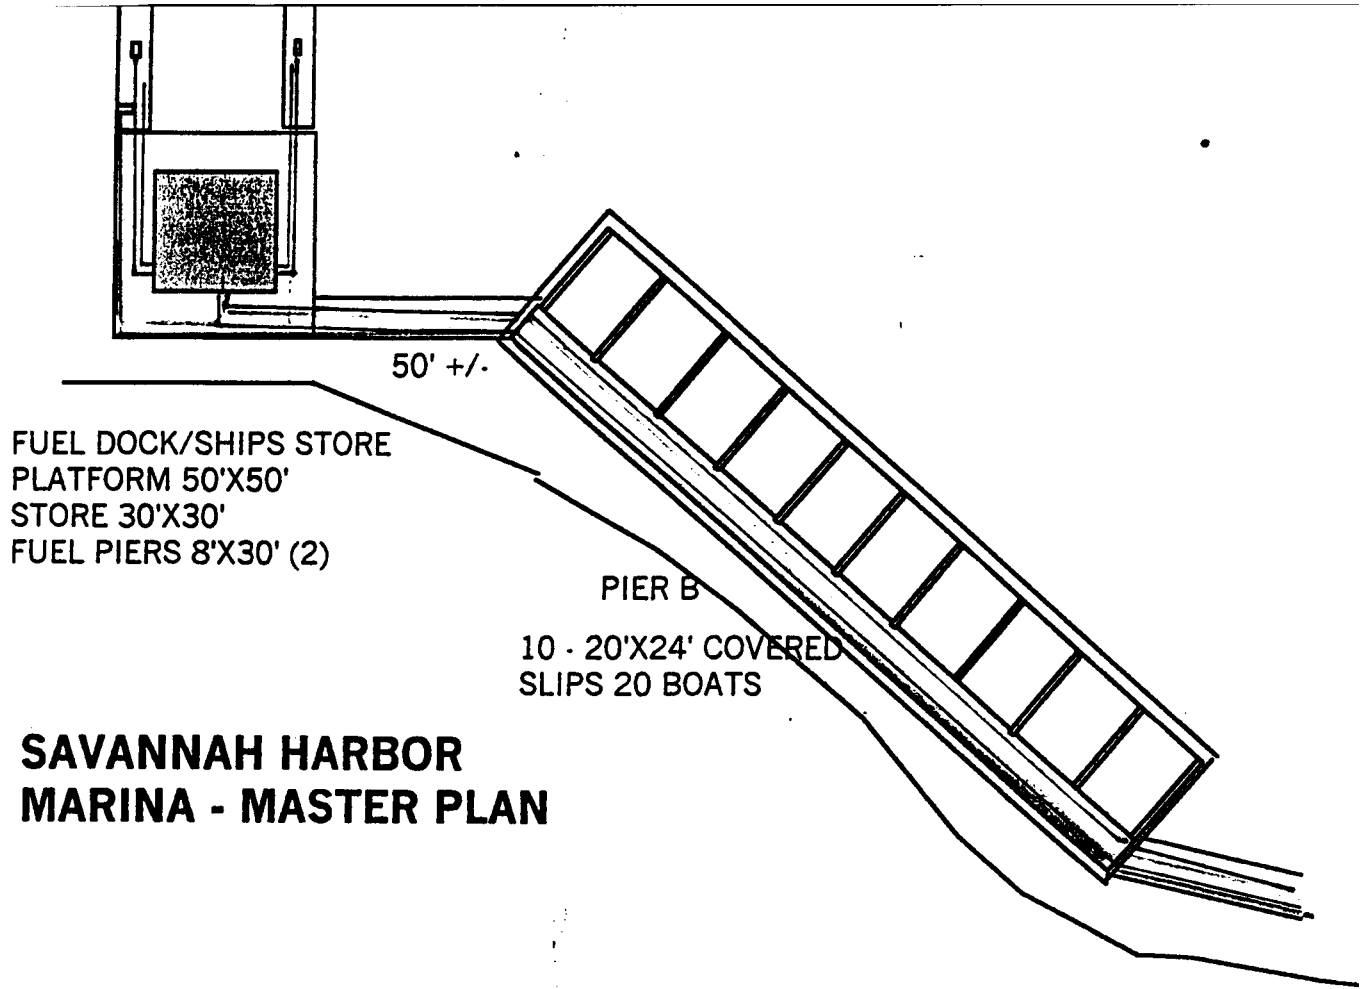 50' +/-
FUEL DOCK/SHIPS STORE
PLATFORM 50'X50'
STORE 30'X30'
FUEL PIERS 8'X30' (2)
PIER B
10 - 20'X24' COVERED
SLIPS 20 BOATS
SAVANNAH HARBOR
MARINA - MASTER PLAN